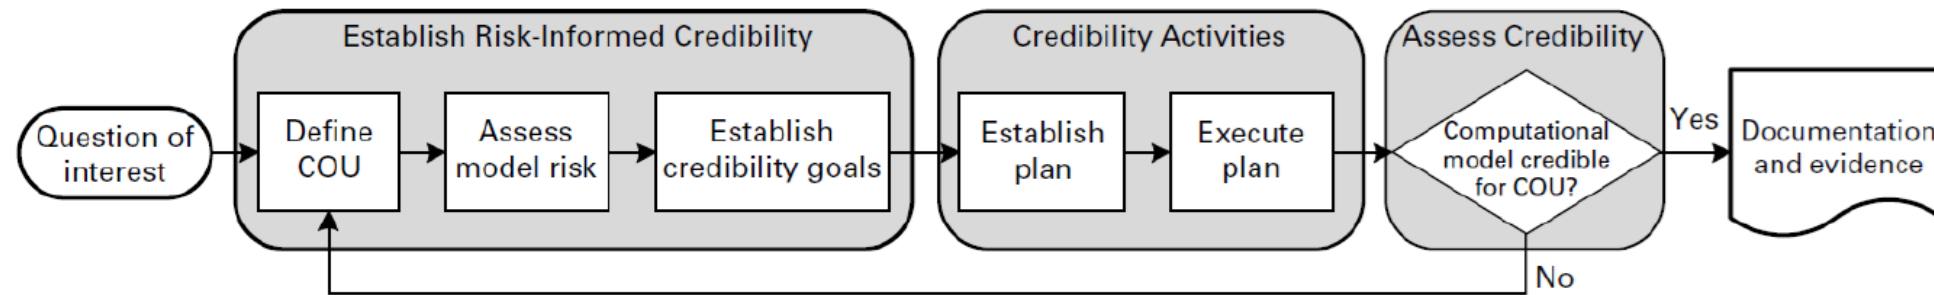 Establish Risk-Informed Credibility
Credibility Activities
Assess Credibility
Question of
interest
Define
COU
Assess
model risk
Establish
credibility goals
Establish
plan
Execute
plan
Computational
model credible
for COU?
Yes
Documentation
and evidence
No